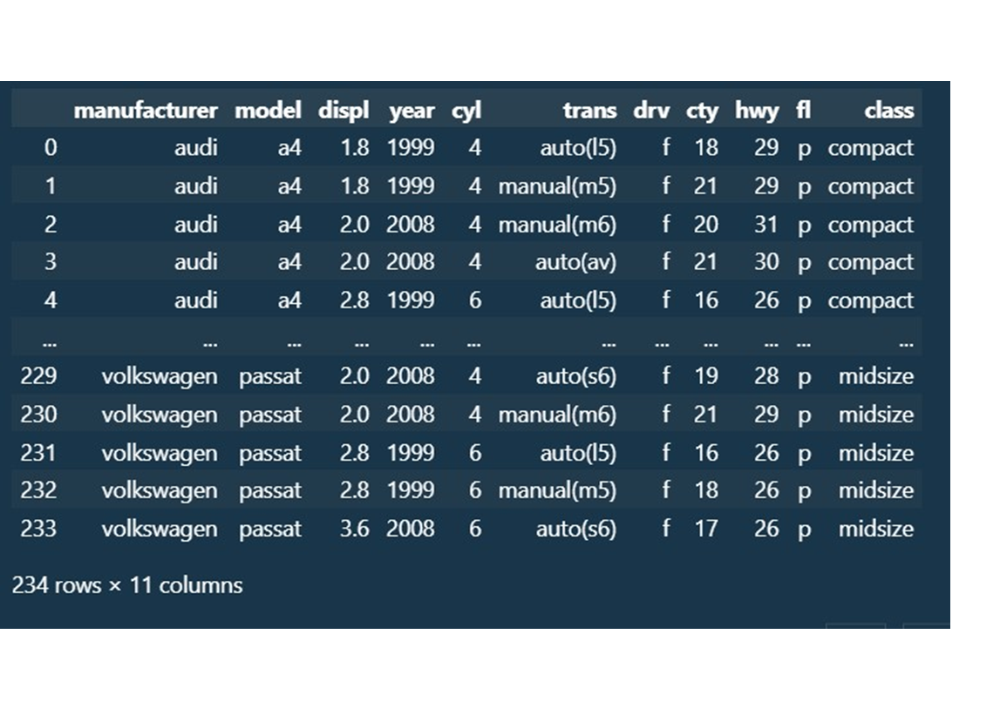 manufacturer model displ year cyl trans drv cty hwy fl class
0 audi a4 1.8 1999 4 auto(l5) f 18 29 p compact
1 audi a4 1.8 1999 4 manual(m5) f 21 29 p compact
2 audi a4 2.0 2008 4 manual(m6) f 20 31 p compact
3 audi a4 2.0 2008 4 auto(av) f 21 30 p compact
4 audi a4 2.8 1999 6 auto(l5) f 16 26 p compact
... ... ... ... ... ... ... ... ... ... ... ...
229 volkswagen passat 2.0 2008 4 auto(s6) f 19 28 p midsize
230 volkswagen passat 2.0 2008 4 manual(m6) f 21 29 p midsize
231 volkswagen passat 2.8 1999 6 auto(l5) f 16 26 p midsize
232 volkswagen passat 2.8 1999 6 manual(m5) f 18 26 p midsize
233 volkswagen passat 3.6 2008 6 auto(s6) f 17 26 p midsize
234 rows × 11 columns